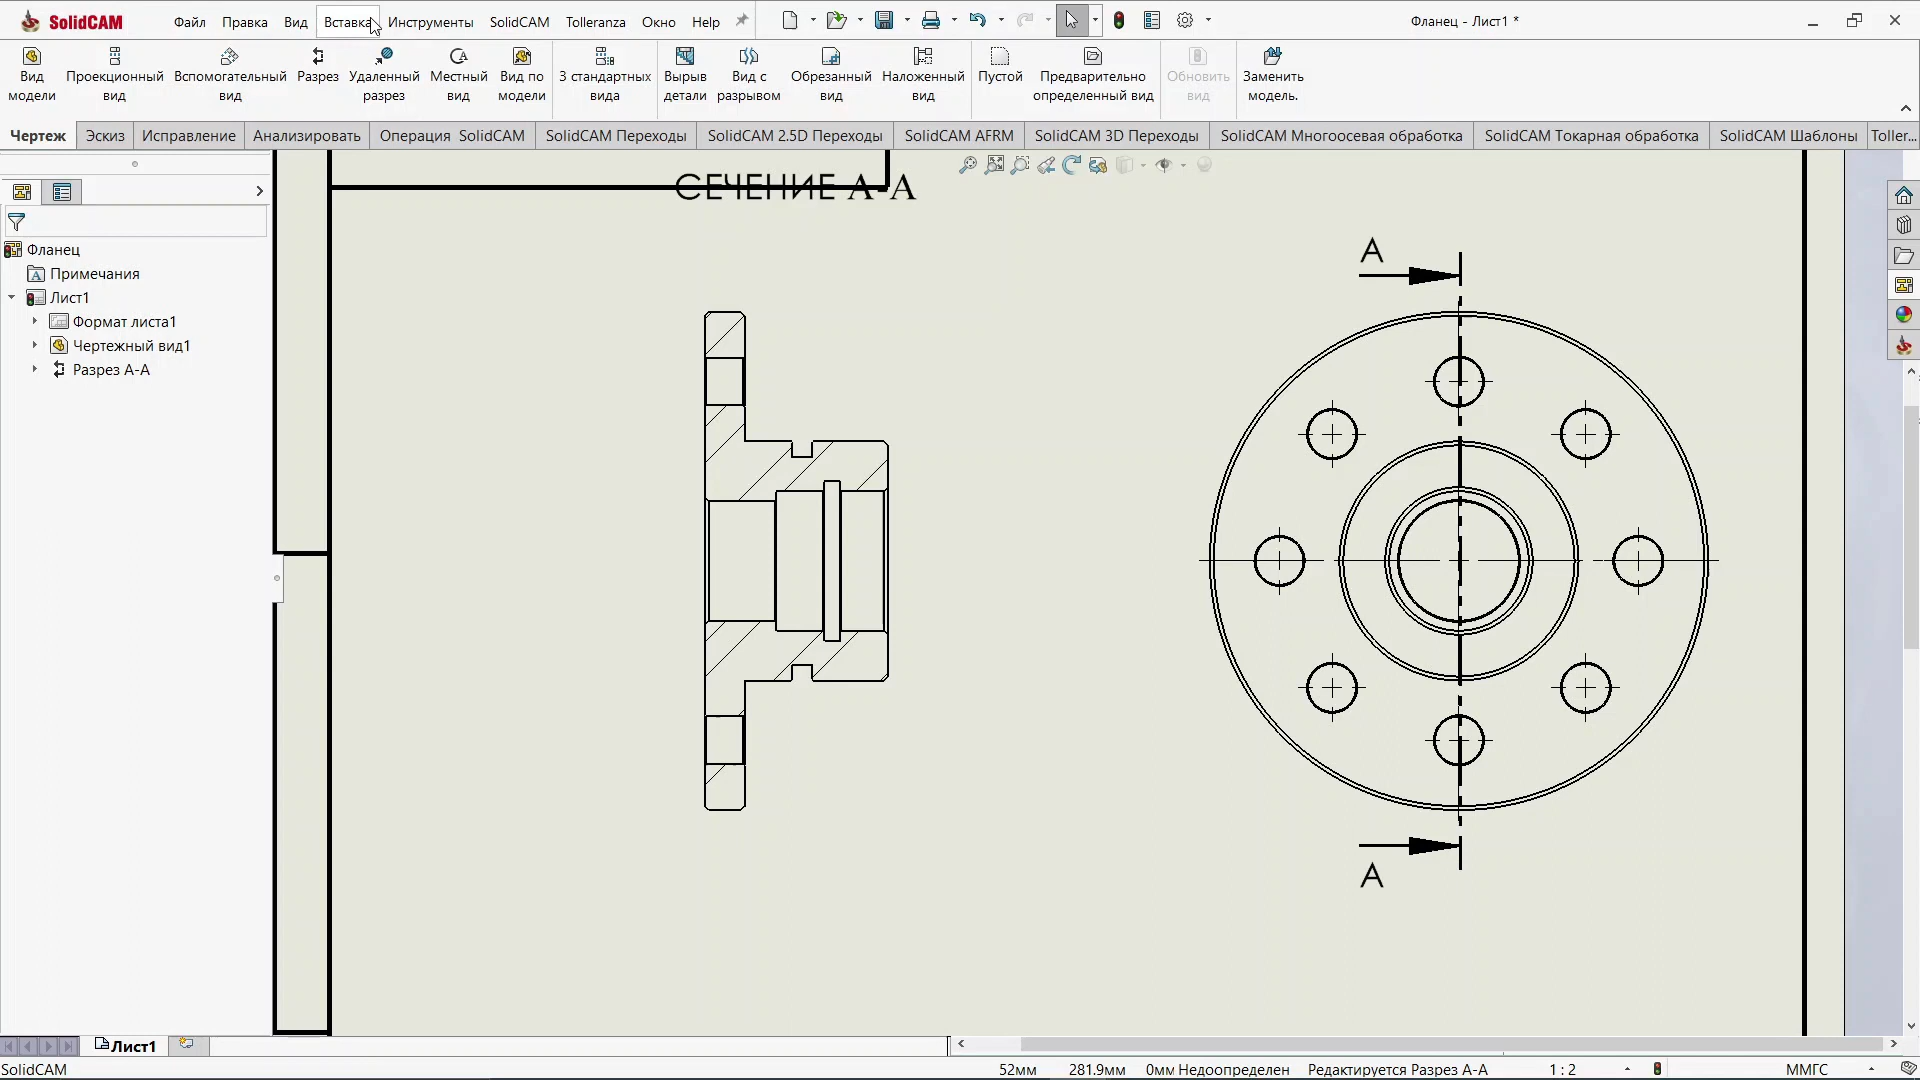 SolidCAM
Файл Правка Вид Вставка Инструменты SolidCAM Tolleranza Окно Help
Фланец - Лист1 *
Вид модели
Проекционный вид
Вспомогательный вид
Разрез
Удаленный разрез
Местный вид
Вид по модели
3 стандартных вида
Вырыв детали
Вид с разрывом
Обрезанный вид
Наложенный вид
Пустой
Предварительно определенный вид
Обновить вид
Заменить модель.
Чертеж Эскиз Исправление Анализировать Операция SolidCAM SolidCAM Переходы SolidCAM 2.5D Переходы SolidCAM AFRM SolidCAM 3D Переходы SolidCAM Многоосевая обработка SolidCAM Токарная обработка SolidCAM Шаблоны Toller...
Фланец
Примечания
Лист1
Формат листа1
Чертежный вид1
Разрез A-A
СЕЧЕНИЕ A-A
A
A
Лист1
SolidCAM 52мм 281.9мм 0мм Недоопределен Редактируется Разрез A-A 1 : 2 ММГС